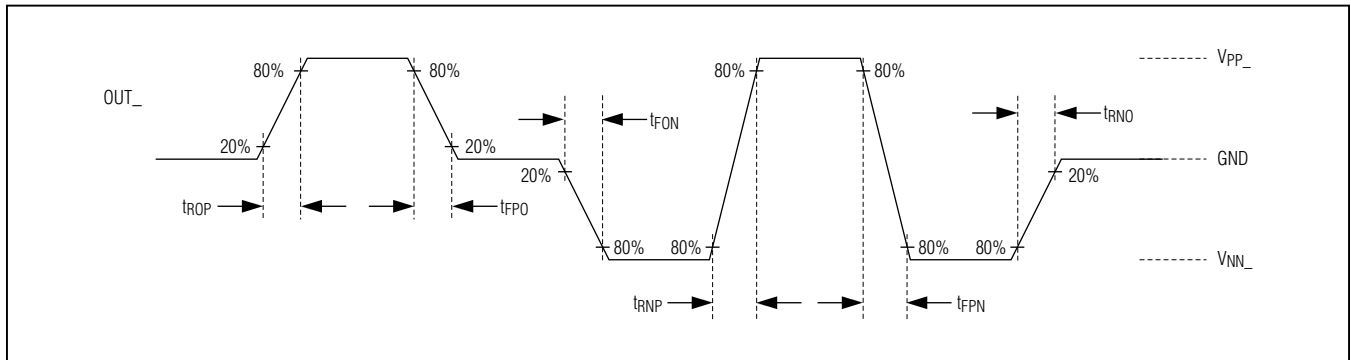 80% 80% 80% 80% VPP_
OUT_
tFON tRNO
20% 20% GND
20% 20%
tROP tFPO
80% 80% 80% 80% VNN_
tRNP tFPN